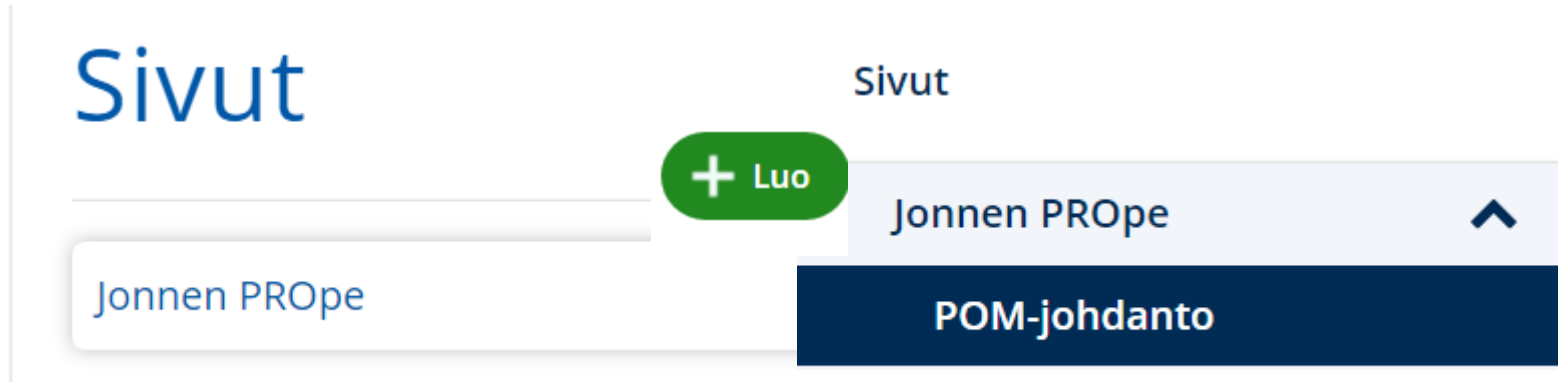 Sivut
Luo
Jonnen PROpe
Sivut
Jonnen PROpe
POM-johdanto